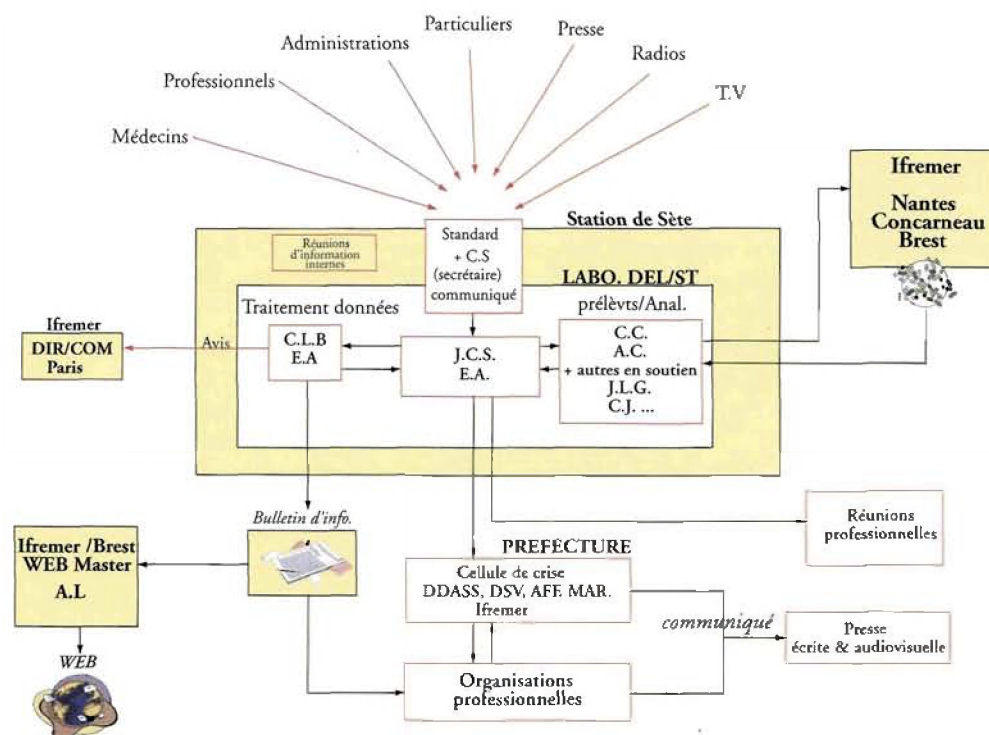 Particuliers
Administrations
Presse
Radios
Professionnels
T.V
Médecins
Ifremer
Nantes
Concarneau
Brest
Station de Sète
Réunions
d'information
internes
Standard
+ C.S
(secrétaire)
communiqué
LABO. DEL/ST
Traitement données
prélèvts/Anal.
Ifremer
DIR/COM
Paris
Avis
C.L.B
E.A
J.C.S.
E.A.
C.C.
A.C.
+ autres en soutien
J.L.G.
C.J. ...
Bulletin d'info.
Réunions
professionnelles
Ifremer /Brest
WEB Master
A.L
PREFECTURE
Cellule de crise
DDASS, DSV, AFF. MAR.
Ifremer
communiqué
Presse
écrite & audiovisuelle
WEB
Organisations
professionnelles